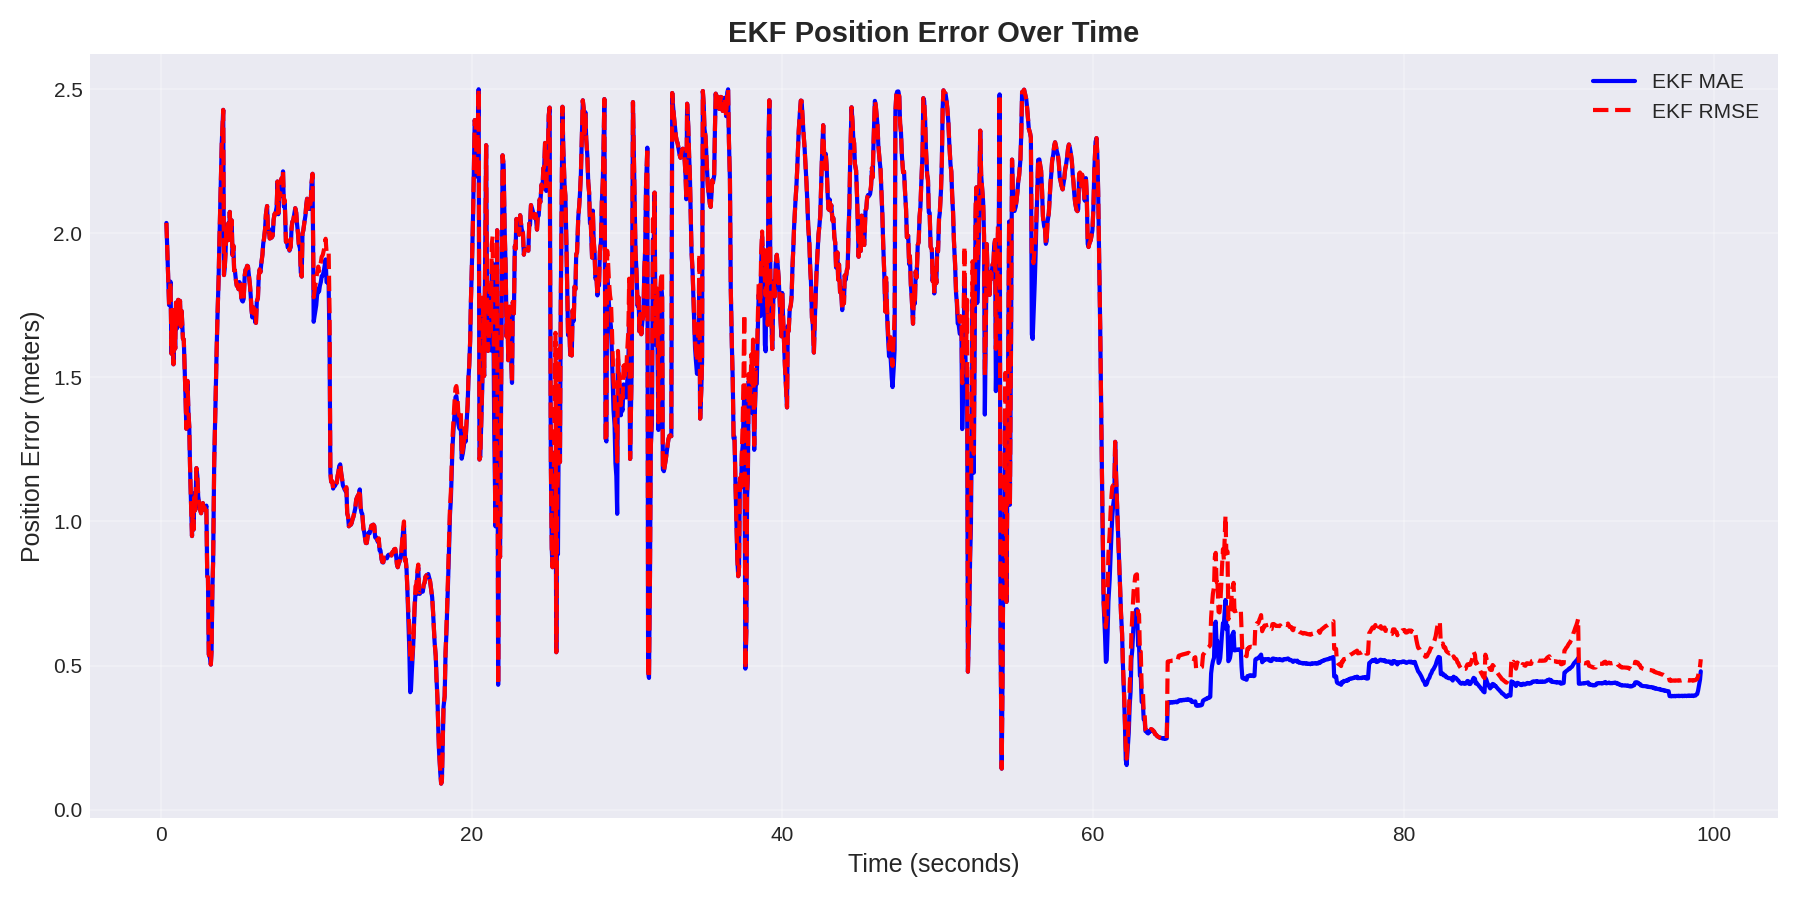 EKF Position Error Over Time
EKF MAE
EKF RMSE
Position Error (meters)
2.5
2.0
1.5
1.0
0.5
0.0
0 20 40 60 80 100
Time (seconds)